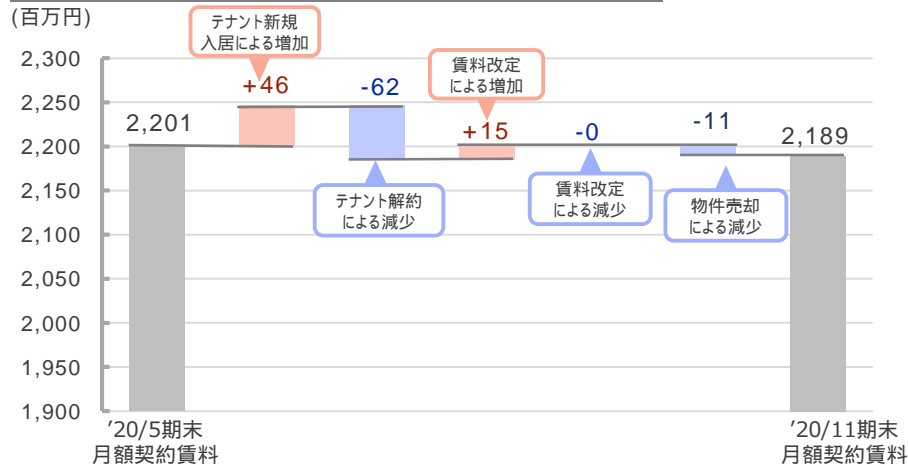 (百万円)
テナント新規
入居による増加
2,300
2,250
2,200
2,150
2,100
2,050
2,000
1,950
1,900
2,201
+46
-62
賃料改定
による増加
+15
-0
-11
2,189
テナント解約
による減少
賃料改定
による減少
物件売却
による減少
'20/5期末
月額契約賃料
'20/11期末
月額契約賃料